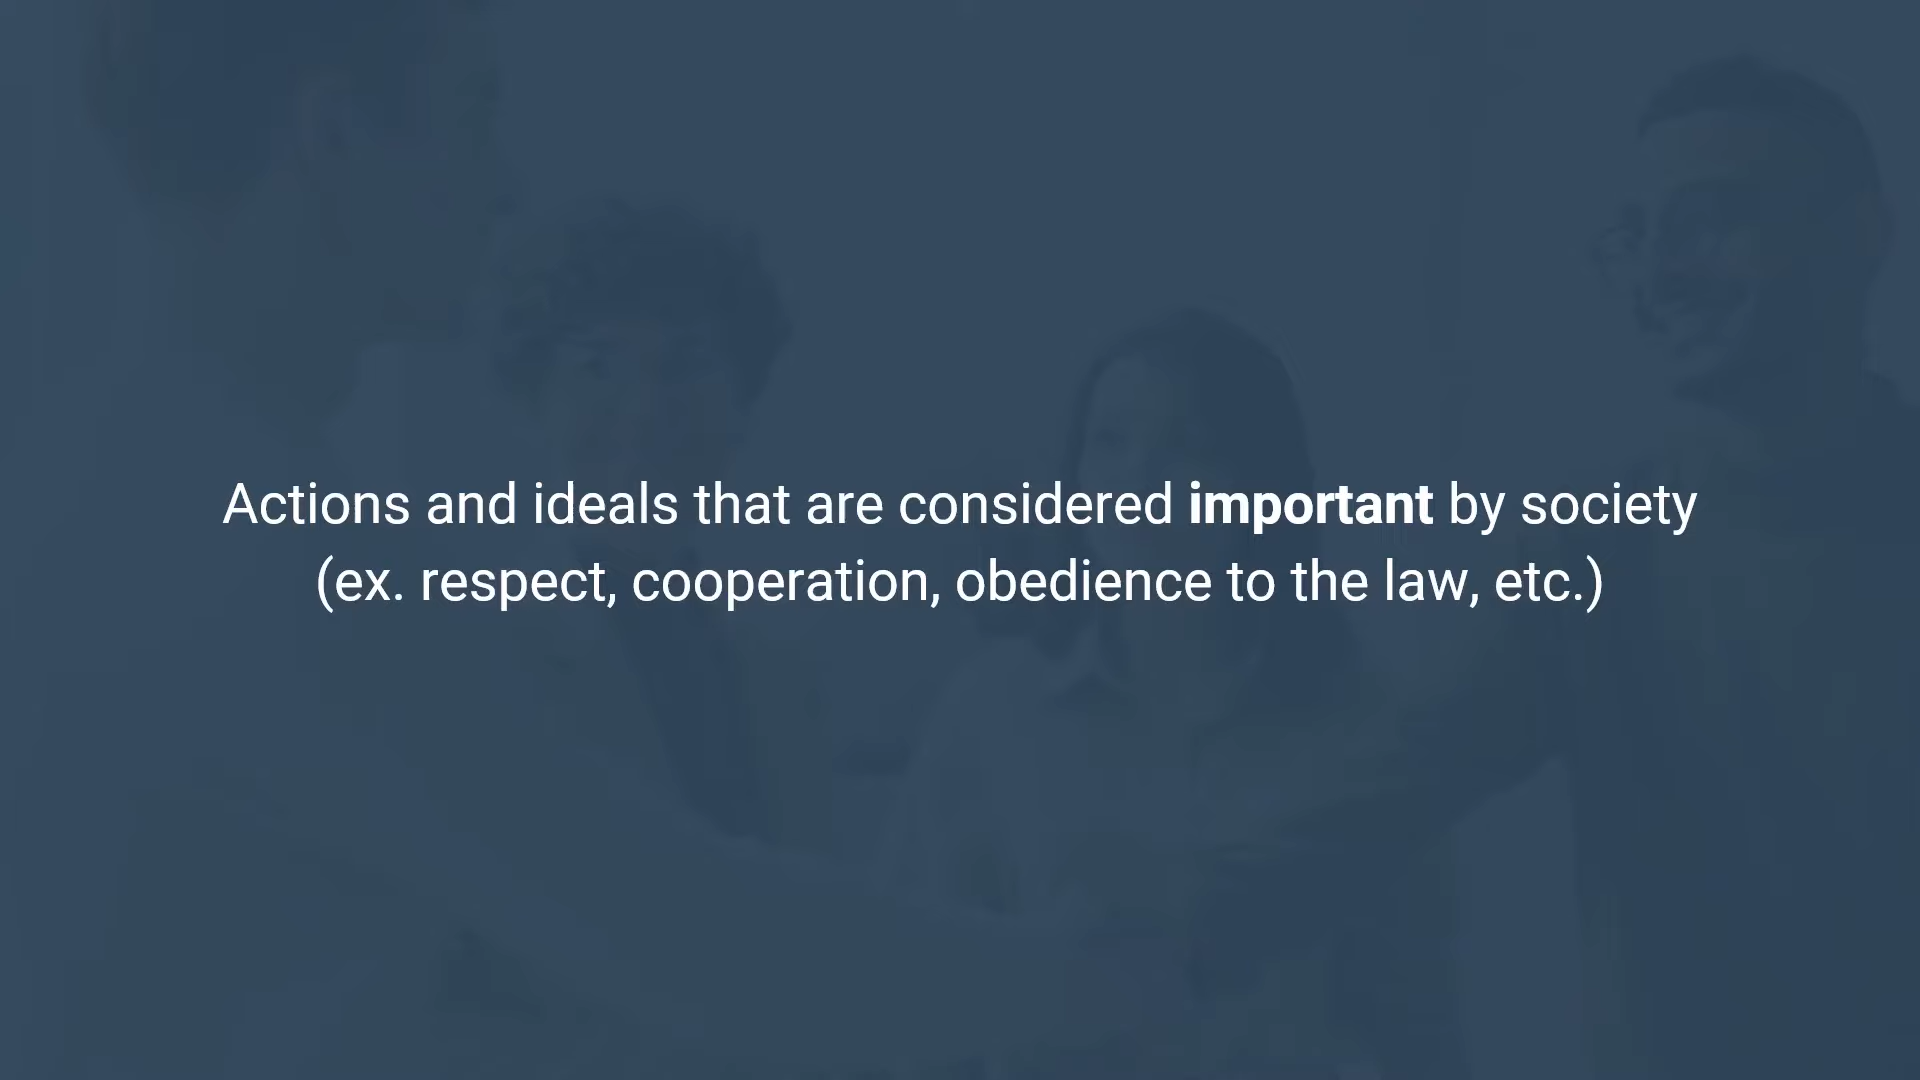 Actions and ideals that are considered important by society
(ex. respect, cooperation, obedience to the law, etc.)